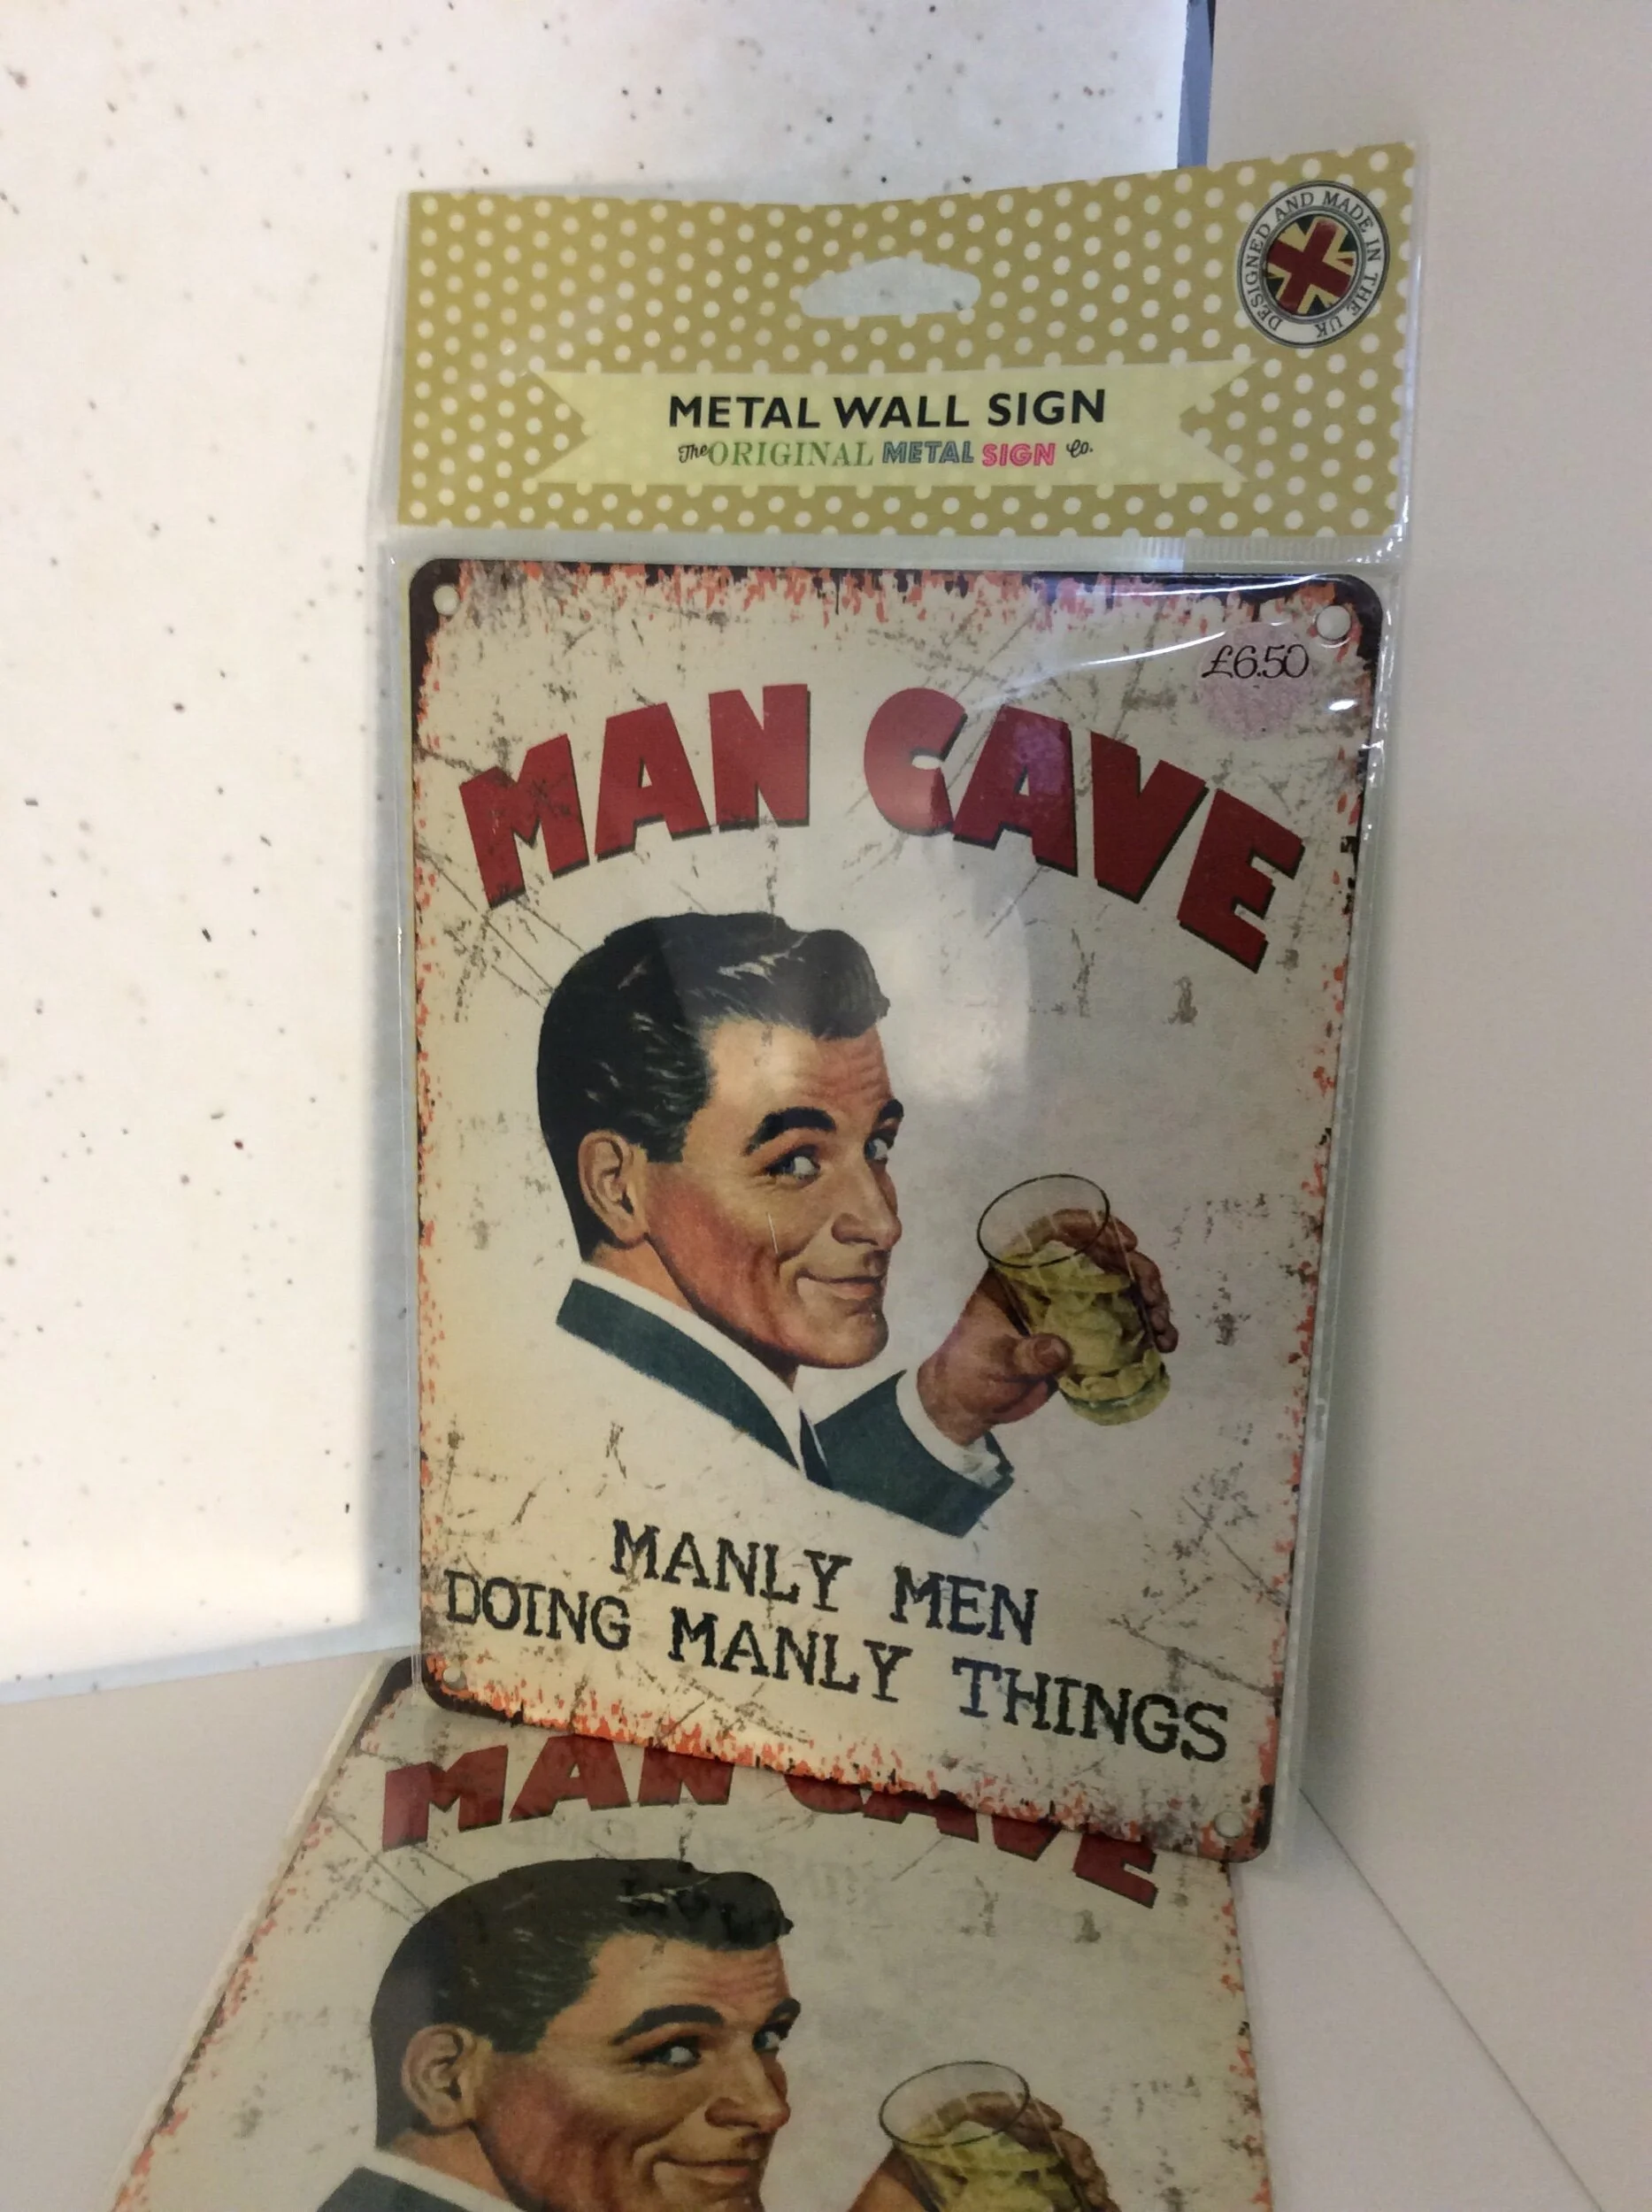 DESIGNED AND MADE IN THE UK
METAL WALL SIGN
The ORIGINAL METAL SIGN Co.
£6.50
MAN CAVE
MANLY MEN
DOING MANLY THINGS
MAN CAVE